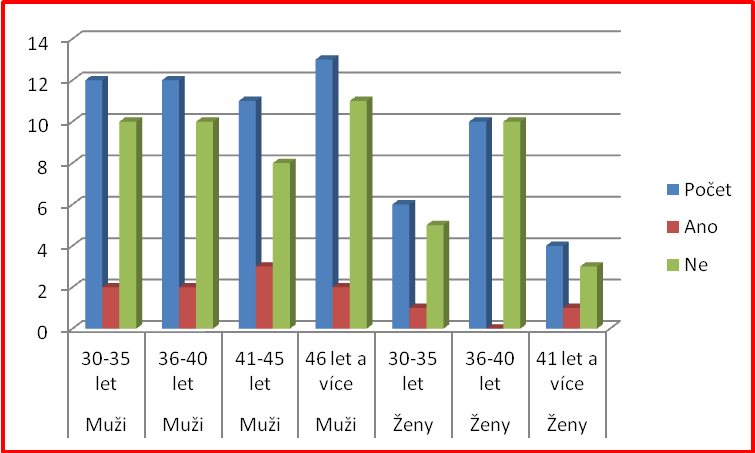 14
12
10
8
6
4
2
0
30-35 let
36-40 let
41-45 let
46 let a více
30-35 let
36-40 let
41 let a více
Muži
Muži
Muži
Muži
Ženy
Ženy
Ženy
Počet
Ano
Ne